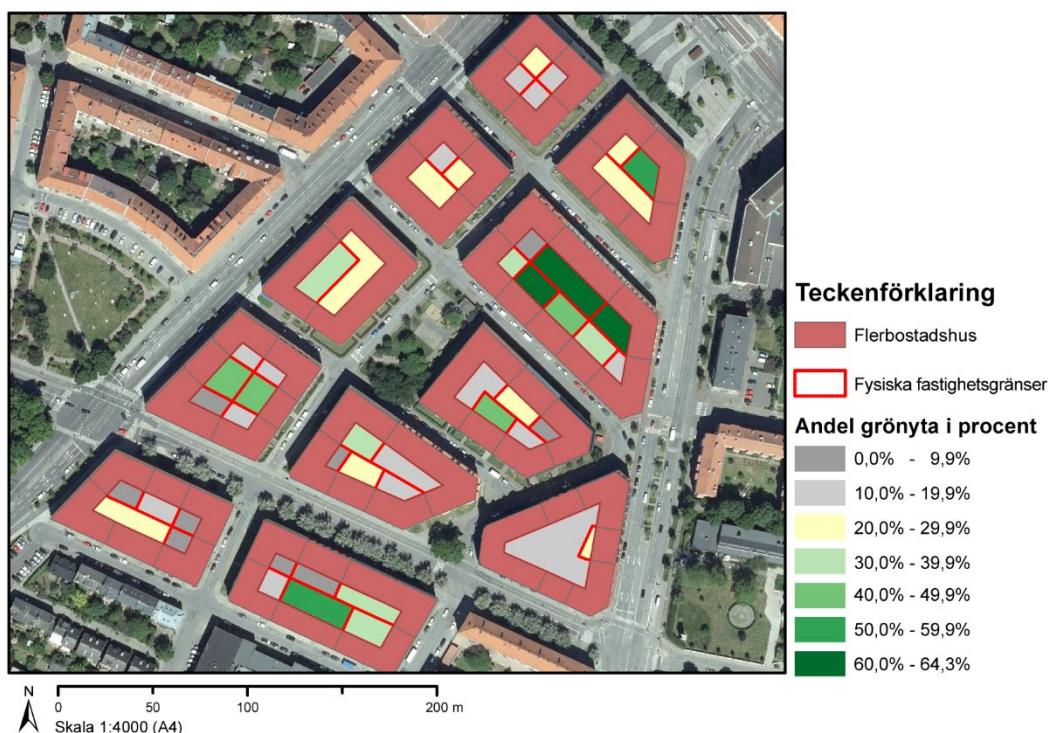 Teckenförklaring
Flerbostadshus
Fysiska fastighetsgränser
Andel grönyta i procent
0,0% - 9,9%
10,0% - 19,9%
20,0% - 29,9%
30,0% - 39,9%
40,0% - 49,9%
50,0% - 59,9%
60,0% - 64,3%
N
0 50 100 200 m
Skala 1:4000 (A4)